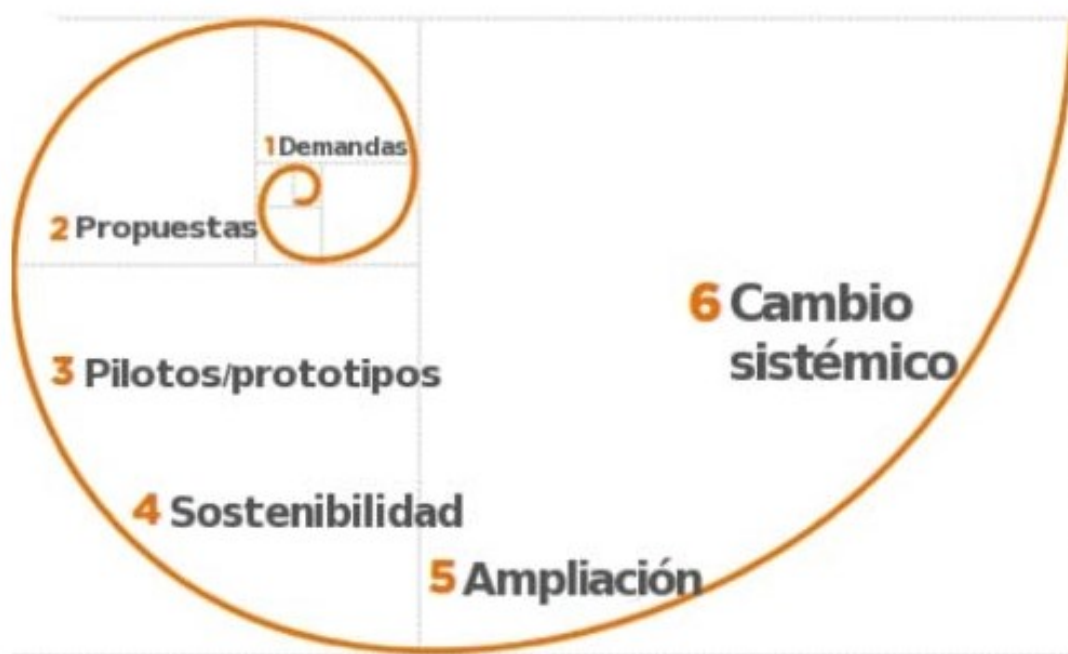 1 Demandas
2 Propuestas
3 Pilotos/prototipos
4 Sostenibilidad
5 Ampliación
6 Cambio
sistémico